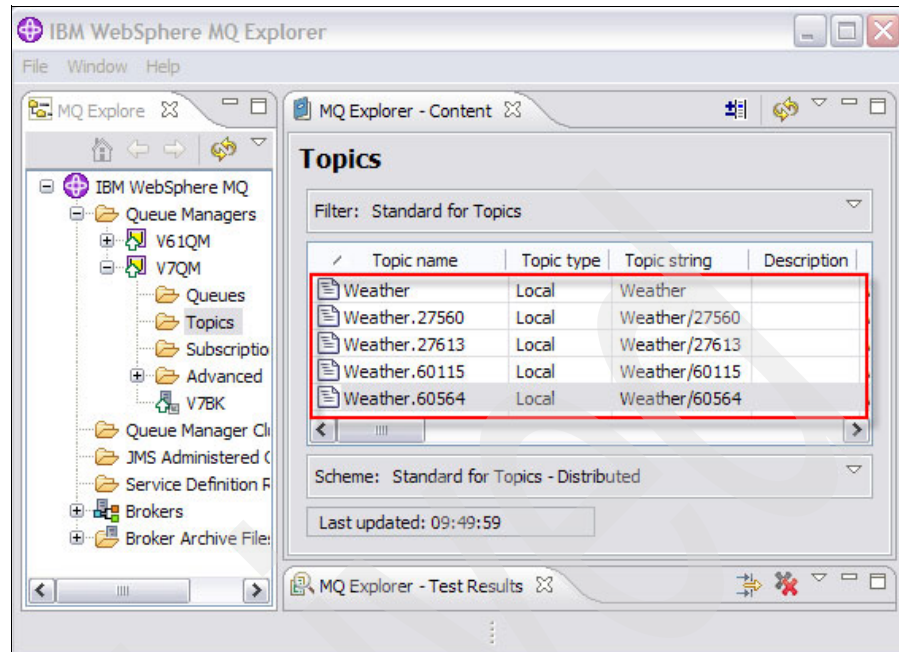 IBM WebSphere MQ Explorer
File Window Help
MQ Explore
IBM WebSphere MQ
Queue Managers
V61QM
V7QM
Queues
Topics
Subscriptio
Advanced
V7BK
Queue Manager Clu
JMS Administered
Service Definition R
Brokers
Broker Archive Files
MQ Explorer - Content
Topics
Filter: Standard for Topics
Topic name Topic type Topic string Description
Weather Local Weather
Weather.27560 Local Weather/27560
Weather.27613 Local Weather/27613
Weather.60115 Local Weather/60115
Weather.60564 Local Weather/60564
Scheme: Standard for Topics - Distributed
Last updated: 09:49:59
MQ Explorer - Test Results